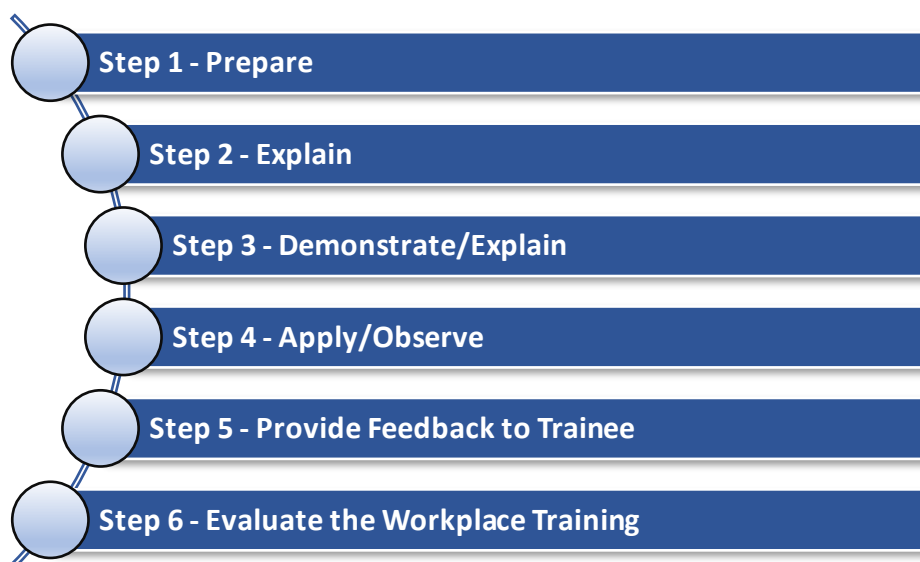 Step 1 - Prepare
Step 2 - Explain
Step 3 - Demonstrate/Explain
Step 4 - Apply/Observe
Step 5 - Provide Feedback to Trainee
Step 6 - Evaluate the Workplace Training